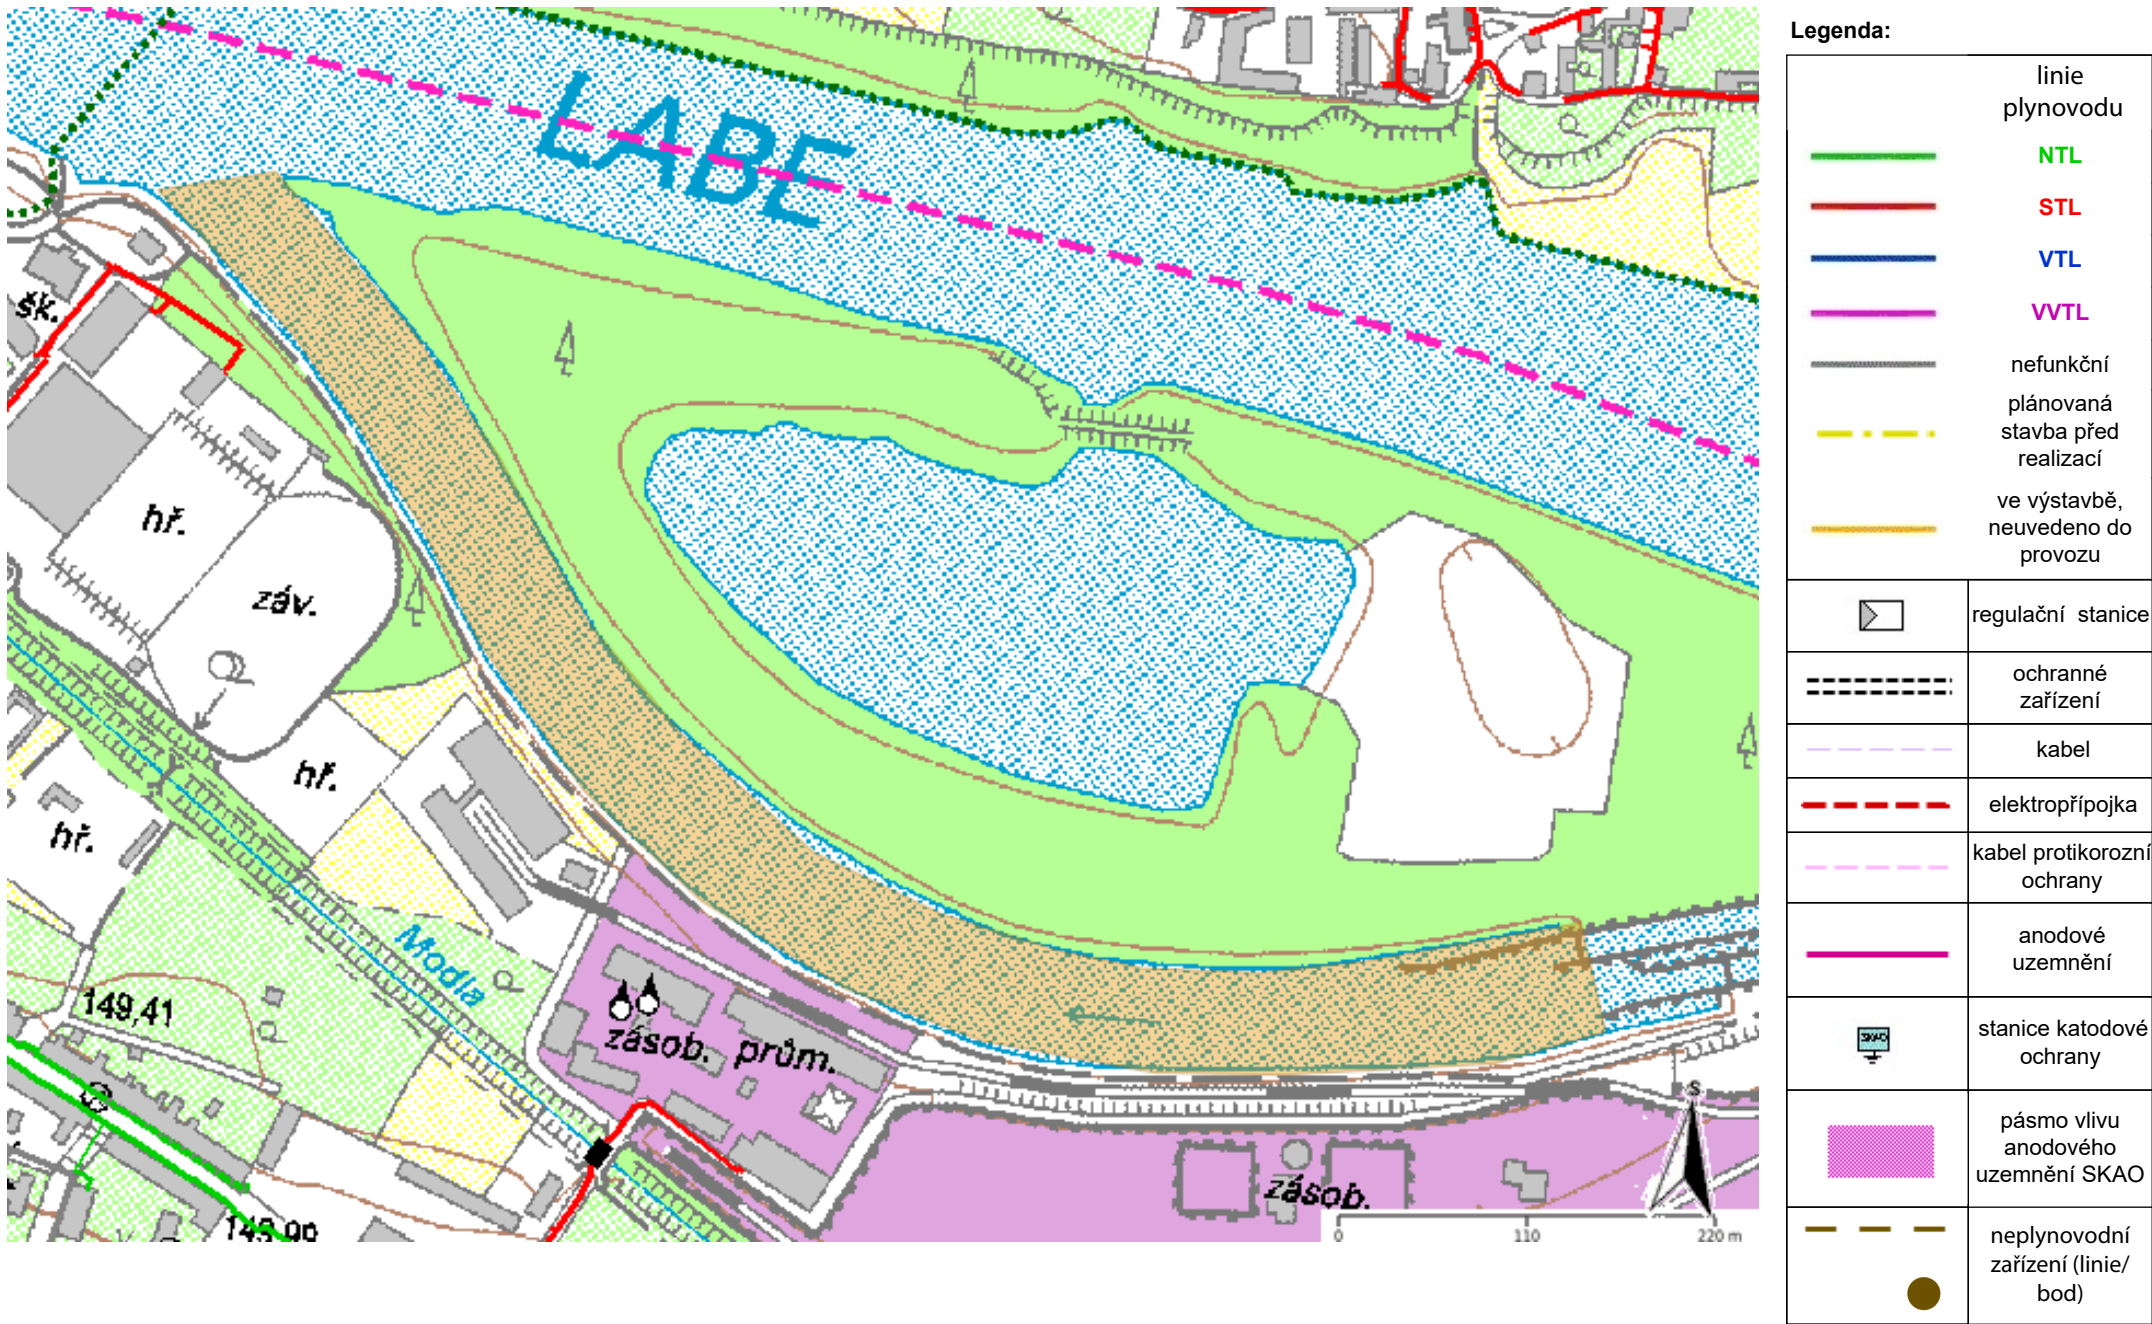 LABE
šk.
hř.
záv.
hř.
hř.
Modla
149,41
zásob. prům.
zásob.
S
0 110 220 m
Legenda:
linie
plynovodu
NTL
STL
VTL
VVTL
nefunkční
plánovaná
stavba před
realizací
ve výstavbě,
neuvedeno do
provozu
regulační stanice
ochranné
zařízení
kabel
elektropřípojka
kabel protikorozní
ochrany
anodové
uzemnění
SKAO
stanice katodové
ochrany
pásmo vlivu
anodového
uzemnění SKAO
neplynovodní
zařízení (linie/
bod)